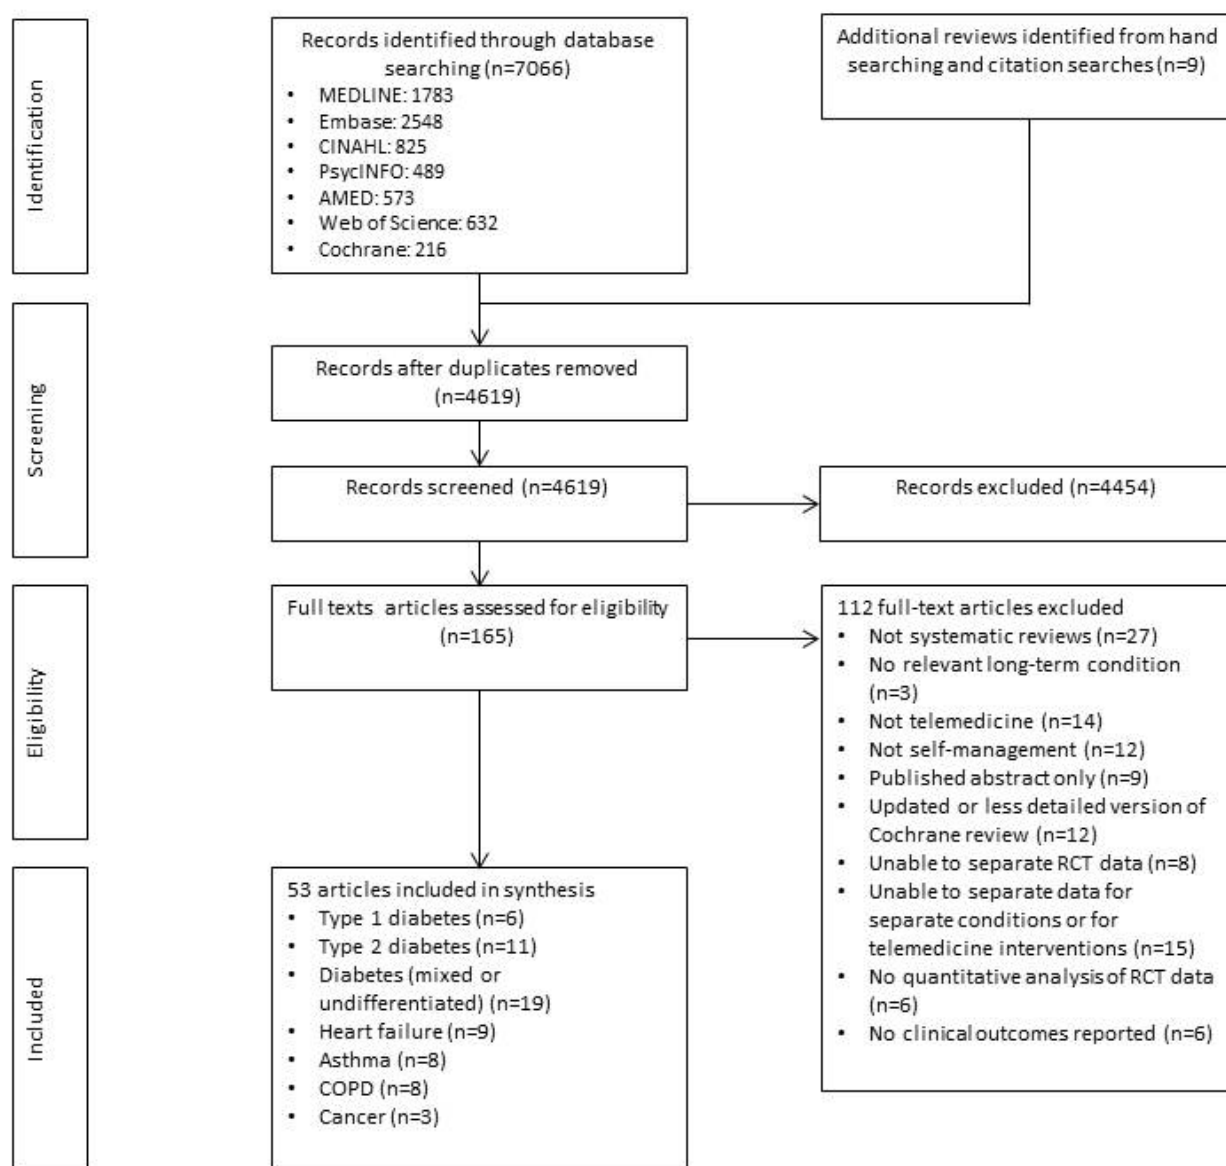 Identification
Records identified through database
searching (n=7066)
• MEDLINE: 1783
• Embase: 2548
• CINAHL: 825
• PsycINFO: 489
• AMED: 573
• Web of Science: 632
• Cochrane: 216
Additional reviews identified from hand
searching and citation searches (n=9)
Screening
Records after duplicates removed
(n=4619)
Records screened (n=4619)
Records excluded (n=4454)
Eligibility
Full texts articles assessed for eligibility
(n=165)
112 full-text articles excluded
• Not systematic reviews (n=27)
• No relevant long-term condition
(n=3)
• Not telemedicine (n=14)
• Not self-management (n=12)
• Published abstract only (n=9)
• Updated or less detailed version of
Cochrane review (n=12)
• Unable to separate RCT data (n=8)
• Unable to separate data for
separate conditions or for
telemedicine interventions (n=15)
• No quantitative analysis of RCT data
(n=6)
• No clinical outcomes reported (n=6)
Included
53 articles included in synthesis
• Type 1 diabetes (n=6)
• Type 2 diabetes (n=11)
• Diabetes (mixed or
undifferentiated) (n=19)
• Heart failure (n=9)
• Asthma (n=8)
• COPD (n=8)
• Cancer (n=3)